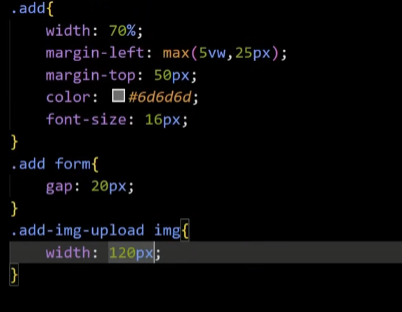 .add{
    width: 70%;
    margin-left: max(5vw,25px);
    margin-top: 50px;
    color: #6d6d6d;
    font-size: 16px;
}
.add form{
    gap: 20px;
}
.add-img-upload img{
    width: 120px;
}